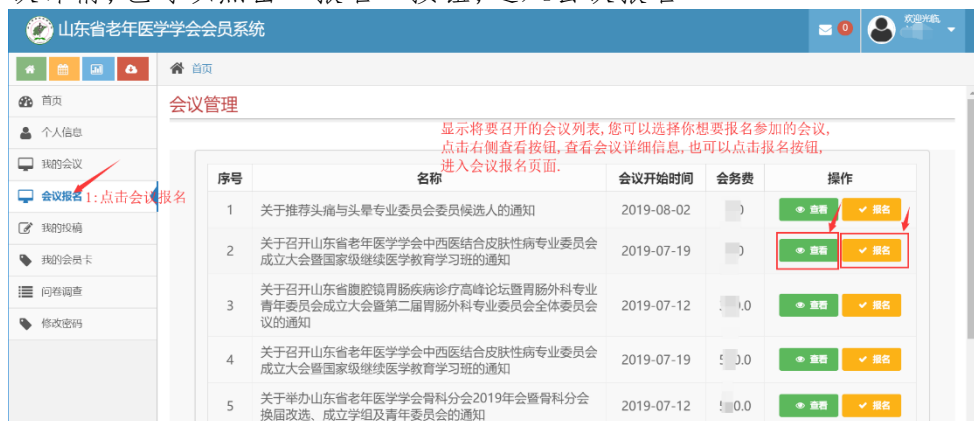 山东省老年医学学会会员系统
0
欢迎光临,
首页
首页
个人信息
我的会议
会议报名
我的投稿
我的会员卡
问卷调查
修改密码
1:点击会议报名
会议管理
显示将要召开的会议列表,您可以选择你想要报名参加的会议,
点击右侧查看按钮,查看会议详细信息,也可以点击报名按钮,
进入会议报名页面.
序号 名称 会议开始时间 会务费 操作
1 关于推荐头痛与头晕专业委员会委员候选人的通知 2019-08-02 查看 报名
2 关于召开山东省老年医学学会中西医结合皮肤性病专业委员会 2019-07-19 查看 报名
成立大会暨国家级继续医学教育学习班的通知
3 关于召开山东省腹腔镜胃肠疾病诊疗高峰论坛暨胃肠外科专业 2019-07-12 .0 查看 报名
青年委员会成立大会暨第二届胃肠外科专业委员会全体委员会
议的通知
4 关于召开山东省老年医学学会中西医结合皮肤性病专业委员会 2019-07-19 0.0 查看 报名
成立大会暨国家级继续医学教育学习班的通知
5 关于举办山东省老年医学学会骨科分会2019年会暨骨科分会 2019-07-12 0.0 查看 报名
换届改选、成立学组及青年委员会的通知